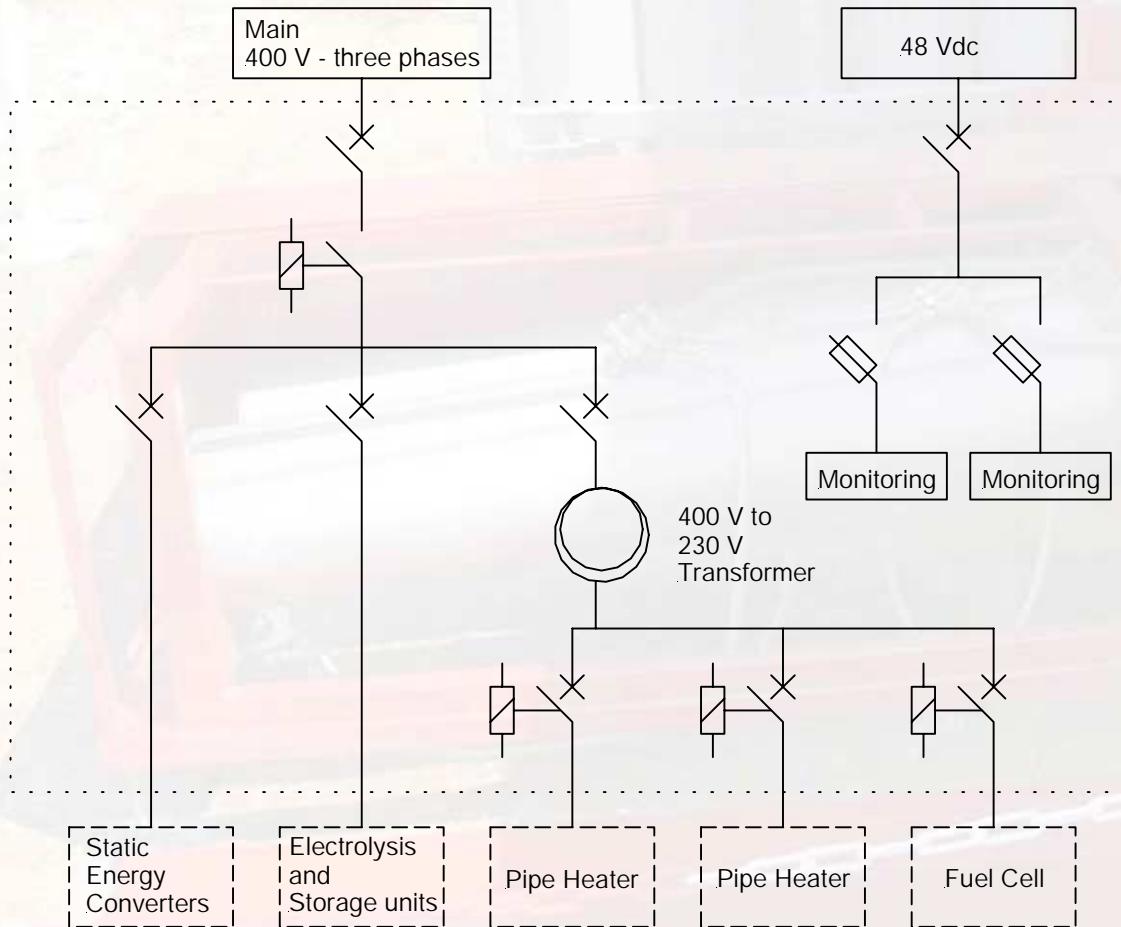 Main
400 V - three phases
48 Vdc
Monitoring
Monitoring
400 V to
230 V
Transformer
Static
Energy
Converters
Electrolysis
and
Storage units
Pipe Heater
Pipe Heater
Fuel Cell